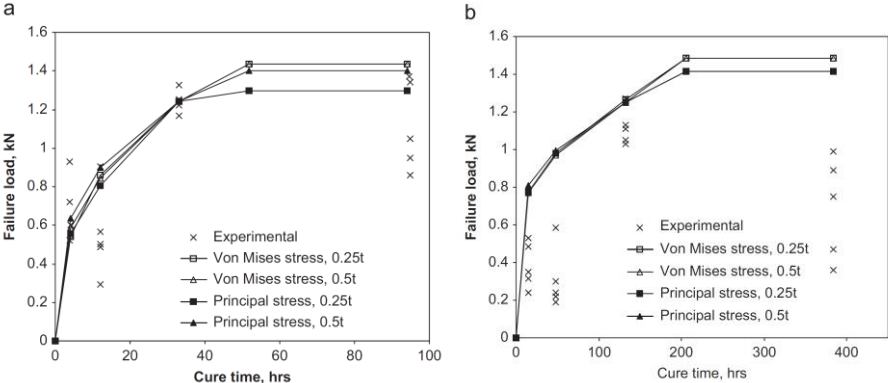 a
1.6
1.4
1.2
1
0.8
0.6
0.4
0.2
0
Failure load, kN
Experimental
Von Mises stress, 0.25t
Von Mises stress, 0.5t
Principal stress, 0.25t
Principal stress, 0.5t
0 20 40 60 80 100
Cure time, hrs
b
1.6
1.4
1.2
1
0.8
0.6
0.4
0.2
0
Failure load, kN
Experimental
Von Mises stress, 0.25t
Von Mises stress, 0.5t
Principal stress, 0.25t
Principal stress, 0.5t
0 100 200 300 400
Cure time, hrs